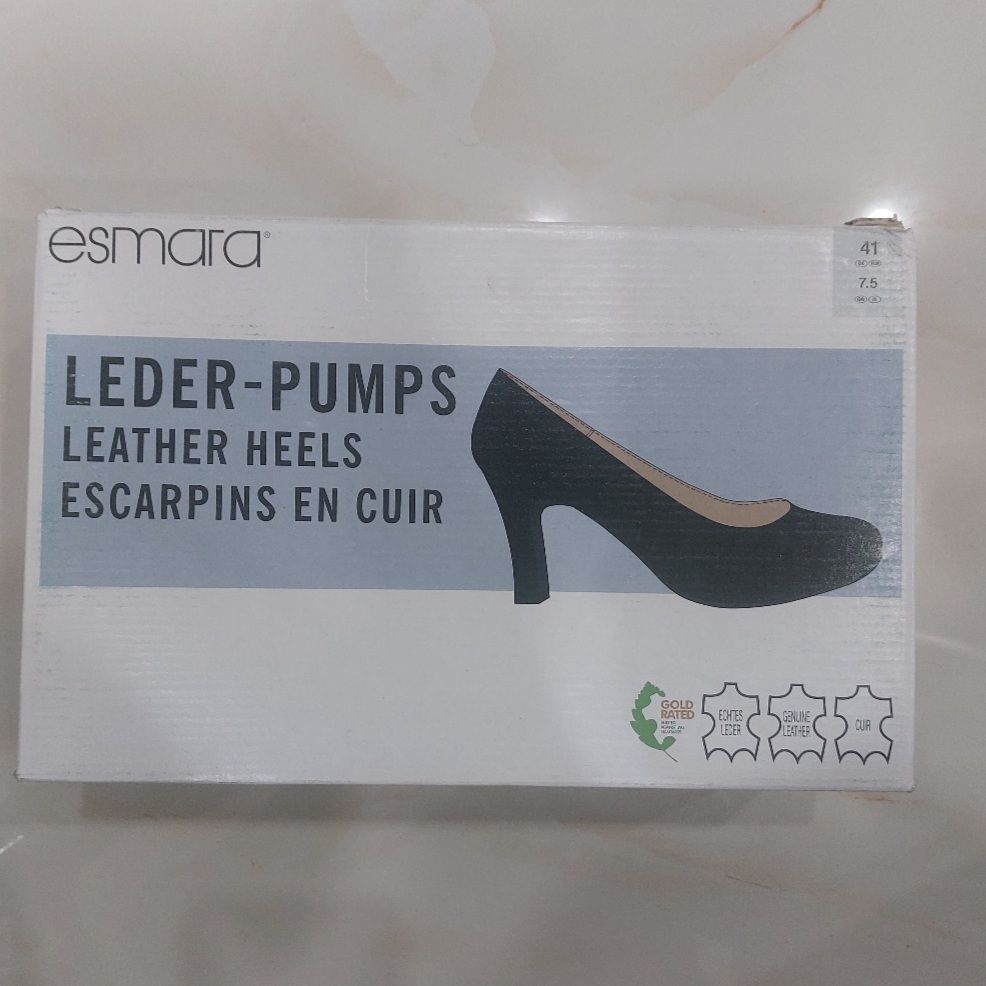 esmara®
41
7.5
LEDER-PUMPS
LEATHER HEELS
ESCARPINS EN CUIR
GOLD
RATED
ECHTES
LEDER
GENUINE
LEATHER
CUIR